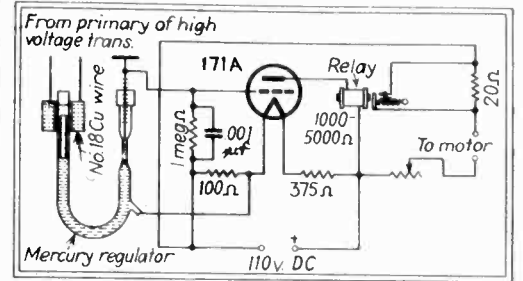 From primary of high
voltage trans.
171A
Relay
No.18 Cu wire
1 meg Ω
.001
μf
1000-
5000Ω
20Ω
To motor
100Ω
375Ω
Mercury regulator
+
110 v. DC